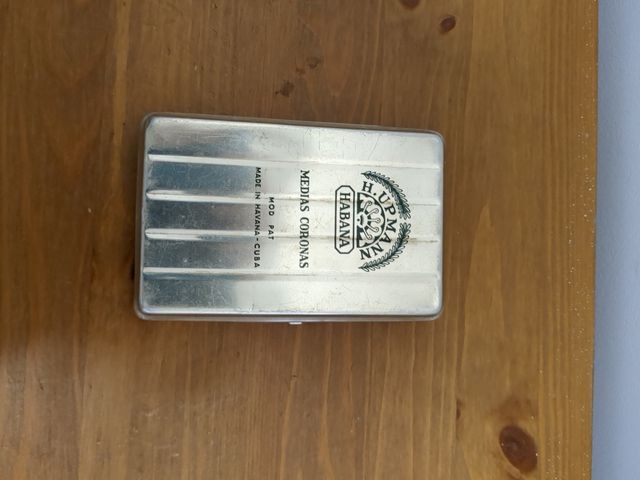 H. UPMANN
HABANA
MEDIAS CORONAS
MOD PAT
MADE IN HAVANA-CUBA